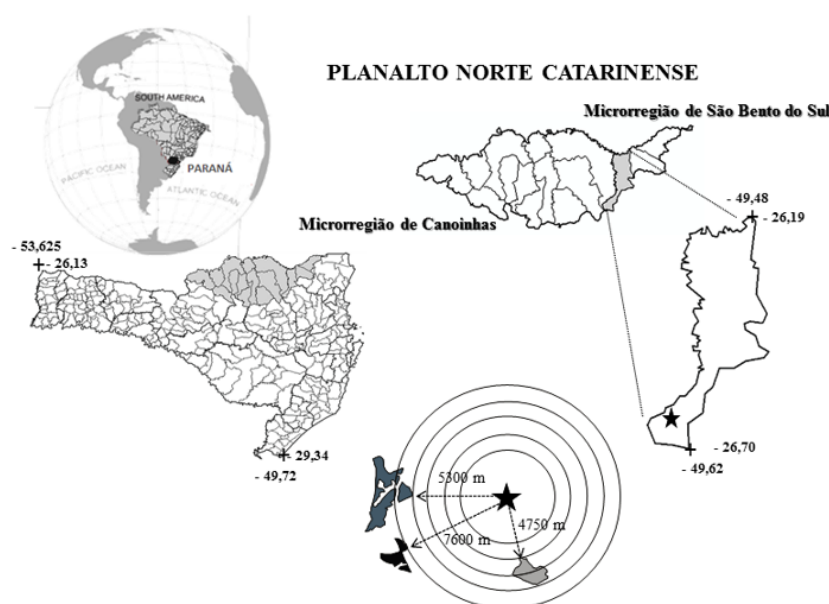 PLANALTO NORTE CATARINENSE
SOUTH AMERICA
PARANÁ
PACIFIC OCEAN
ATLANTIC OCEAN
Microrregião de São Bento do Sul
Microrregião de Canoinhas
- 49,48
- 26,19
- 53,625
- 26,13
- 26,70
- 49,62
- 29,34
- 49,72
5300 m
4750 m
7600 m